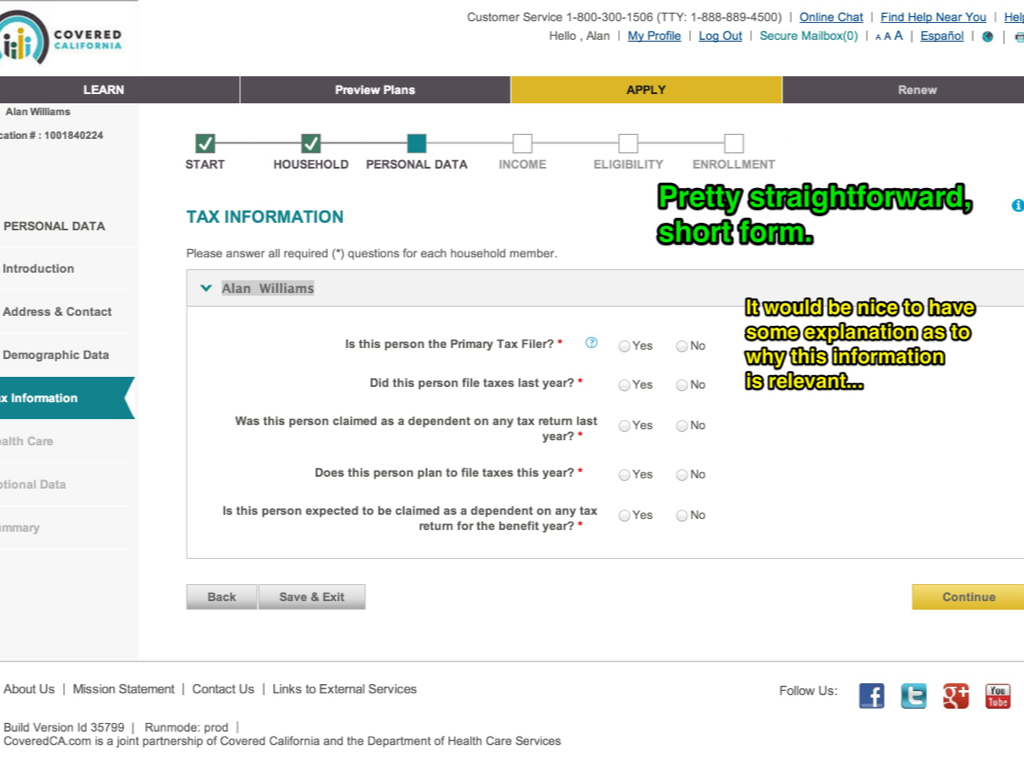 Customer Service 1-800-300-1506 (TTY: 1-888-889-4500) | Online Chat | Find Help Near You | Help
COVERED
CALIFORNIA
Hello , Alan | My Profile | Log Out | Secure Mailbox(0) | A A A | Español |
LEARN Preview Plans APPLY Renew
Alan Williams
cation # : 1001840224
START HOUSEHOLD PERSONAL DATA INCOME ELIGIBILITY ENROLLMENT
Pretty straightforward,
short form.
TAX INFORMATION
PERSONAL DATA
Please answer all required (*) questions for each household member.
Introduction
Alan Williams
It would be nice to have
some explanation as to
why this information
is relevant...
Address & Contact
Is this person the Primary Tax Filer? * ? Yes No
Demographic Data
Did this person file taxes last year? * Yes No
x Information
Was this person claimed as a dependent on any tax return last
year? * Yes No
ealth Care
Does this person plan to file taxes this year? * Yes No
ptional Data
Is this person expected to be claimed as a dependent on any tax
return for the benefit year? * Yes No
mmary
Back Save & Exit Continue
About Us | Mission Statement | Contact Us | Links to External Services
Follow Us:
You
Tube
Build Version Id 35799 | Runmode: prod |
CoveredCA.com is a joint partnership of Covered California and the Department of Health Care Services